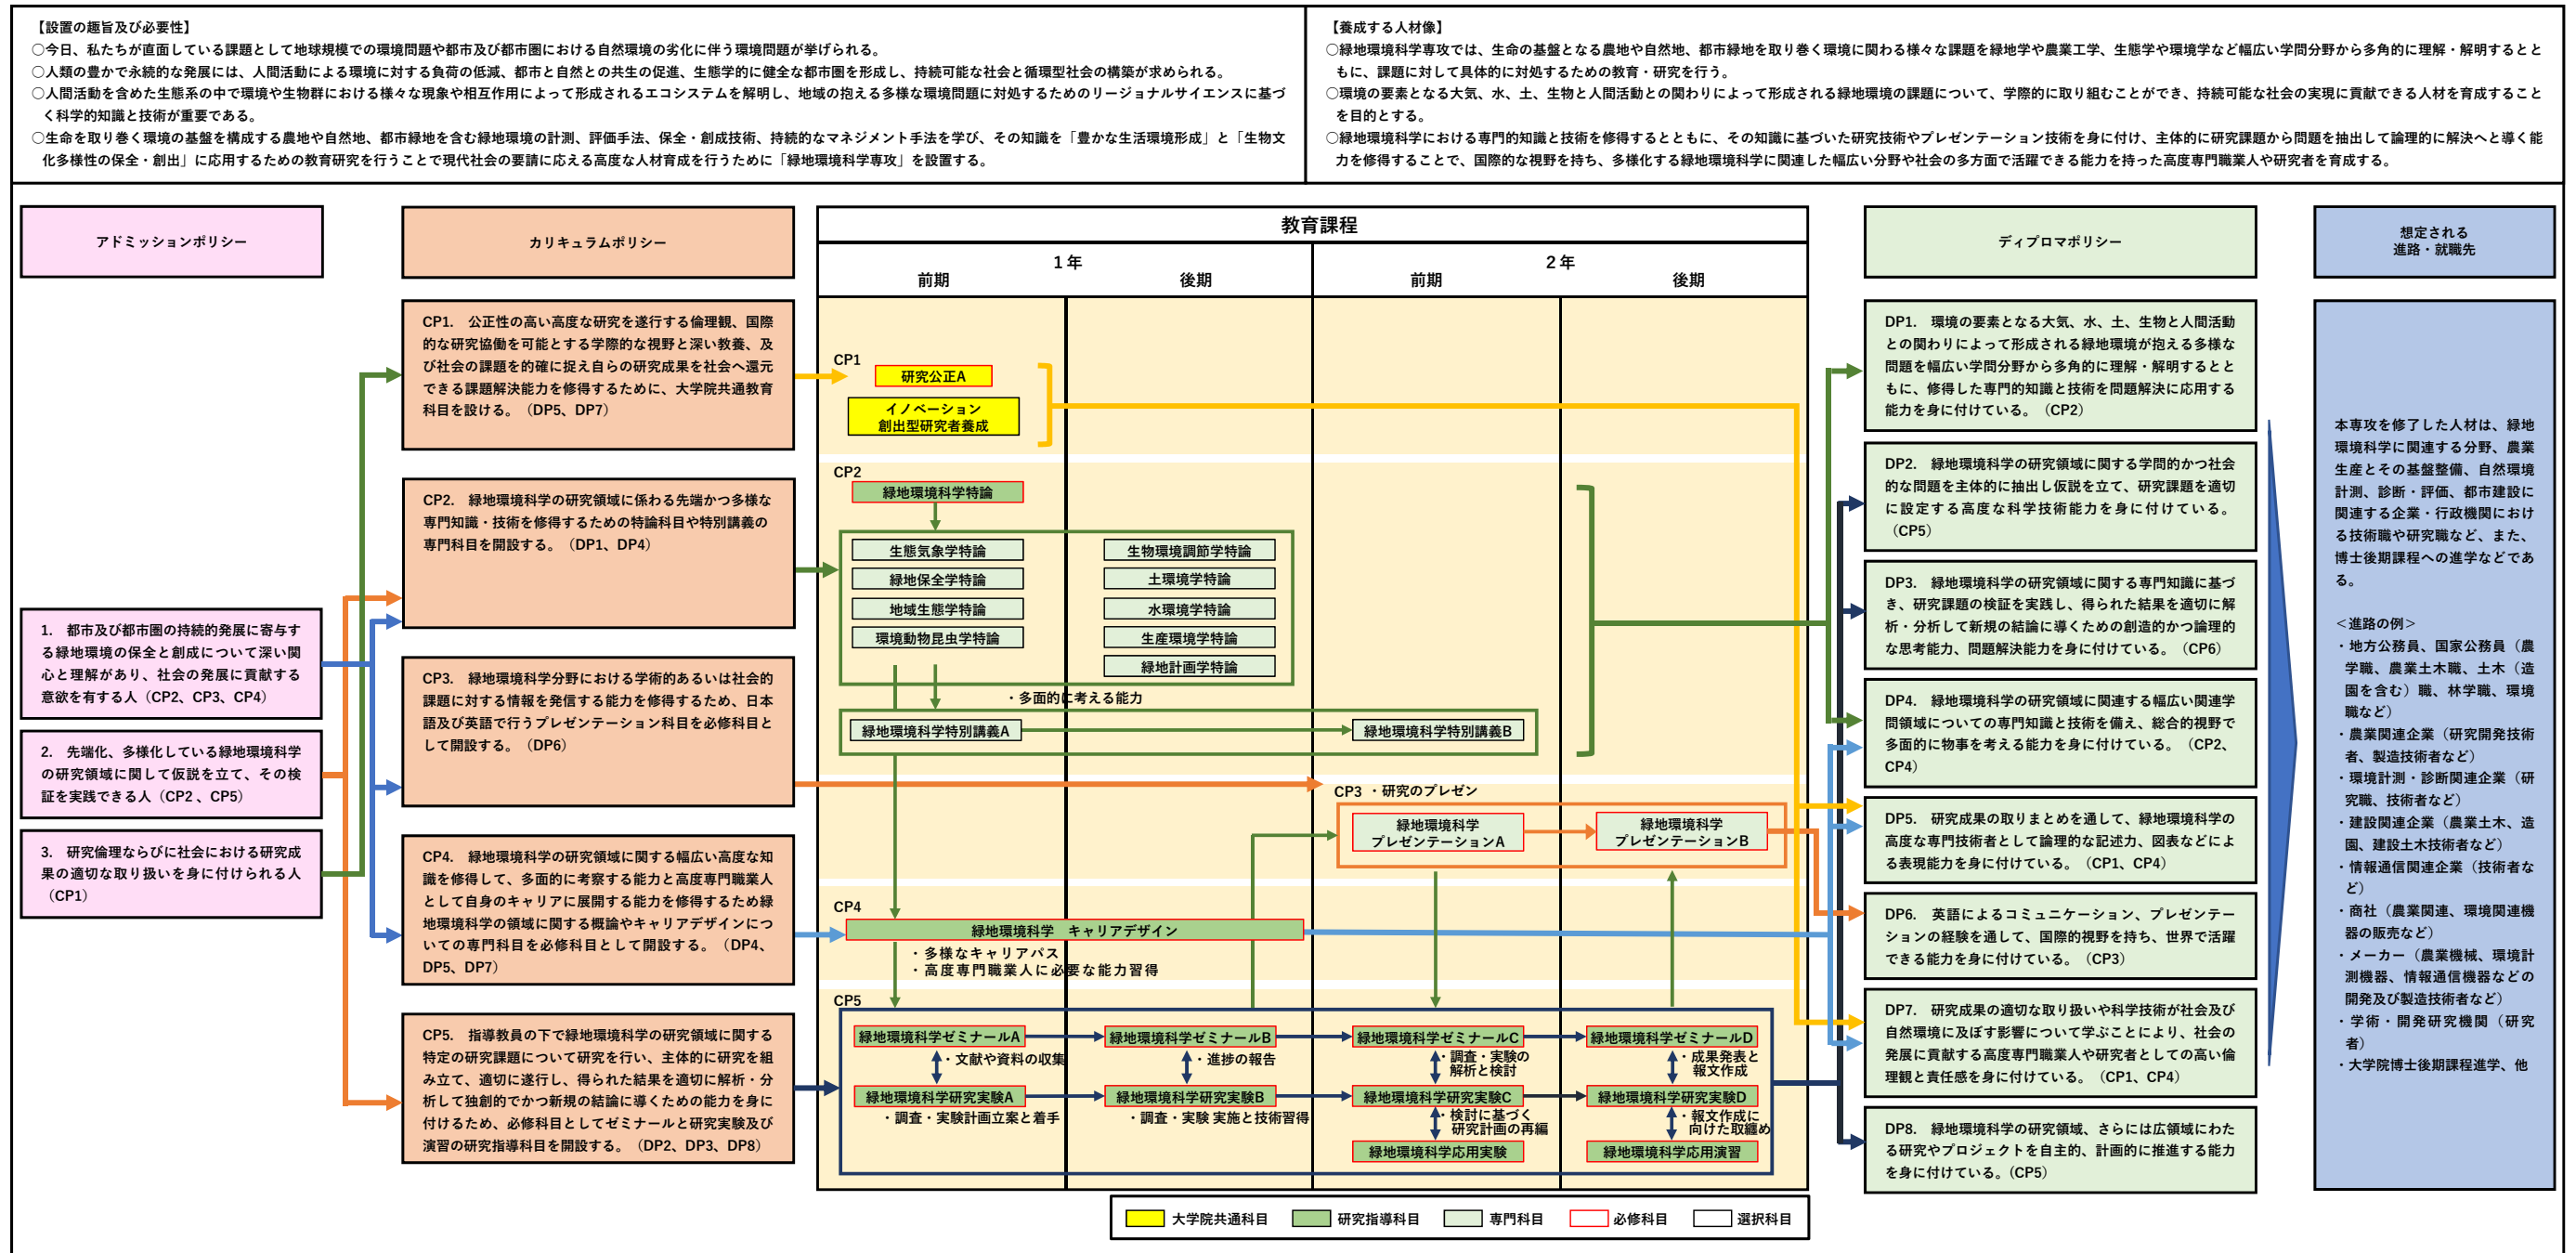 【設置の趣旨及び必要性】
○今日、私たちが直面している課題として地球規模での環境問題や都市及び都市圏における自然環境の劣化に伴う環境問題が挙げられる。
○人類の豊かで永続的な発展には、人間活動による環境に対する負荷の低減、都市と自然との共生の促進、生態学的に健全な都市圏を形成し、持続可能な社会と循環型社会の構築が求められる。
○人間活動を含めた生態系の中で環境や生物群における様々な現象や相互作用によって形成されるエコシステムを解明し、地域の抱える多様な環境問題に対処するためのリージョナルサイエンスに基づ
く科学的知識と技術が重要である。
○生命を取り巻く環境の基盤を構成する農地や自然地、都市緑地を含む緑地環境の計測、評価手法、保全・創成技術、持続的なマネジメント手法を学び、その知識を「豊かな生活環境形成」と「生物文
化多様性の保全・創出」に応用するための教育研究を行うことで現代社会の要請に応える高度な人材育成を行うために「緑地環境科学専攻」を設置する。
【養成する人材像】
○緑地環境科学専攻では、生命の基盤となる農地や自然地、都市緑地を取り巻く環境に関わる様々な課題を緑地学や農業工学、生態学や環境学など幅広い学問分野から多角的に理解・解明するとと
もに、課題に対して具体的に対処するための教育・研究を行う。
○環境の要素となる大気、水、土、生物と人間活動との関わりによって形成される緑地環境の課題について、学際的に取り組むことができ、持続可能な社会の実現に貢献できる人材を育成すること
を目的とする。
○緑地環境科学における専門的知識と技術を修得するとともに、その知識に基づいた研究技術やプレゼンテーション技術を身に付け、主体的に研究課題から問題を抽出して論理的に解決へと導く能
力を修得することで、国際的な視野を持ち、多様化する緑地環境科学に関連した幅広い分野や社会の多方面で活躍できる能力を持った高度専門職業人や研究者を育成する。
アドミッションポリシー
1. 都市及び都市圏の持続的発展に寄与す
る緑地環境の保全と創成について深い関
心と理解があり、社会の発展に貢献する
意欲を有する人（CP2、CP3、CP4）
2. 先端化、多様化している緑地環境科学
の研究領域に関して仮説を立て、その検
証を実践できる人（CP2 、CP5）
3. 研究倫理ならびに社会における研究成
果の適切な取り扱いを身に付けられる人
（CP1）
カリキュラムポリシー
CP1. 公正性の高い高度な研究を遂行する倫理観、国際
的な研究協働を可能とする学際的な視野と深い教養、及
び社会の課題を的確に捉え自らの研究成果を社会へ還元
できる課題解決能力を修得するために、大学院共通教育
科目を設ける。（DP5、DP7）
CP2. 緑地環境科学の研究領域に係わる先端かつ多様な
専門知識・技術を修得するための特論科目や特別講義の
専門科目を開設する。（DP1、DP4）
CP3. 緑地環境科学分野における学術的あるいは社会的
課題に対する情報を発信する能力を修得するため、日本
語及び英語で行うプレゼンテーション科目を必修科目と
して開設する。（DP6）
CP4. 緑地環境科学の研究領域に関する幅広い高度な知
識を修得して、多面的に考察する能力と高度専門職業人
として自身のキャリアに展開する能力を修得するため緑
地環境科学の領域に関する概論やキャリアデザインにつ
いての専門科目を必修科目として開設する。（DP4、
DP5、DP7）
CP5. 指導教員の下で緑地環境科学の研究領域に関する
特定の研究課題について研究を行い、主体的に研究を組
み立て、適切に遂行し、得られた結果を適切に解析・分
析して独創的でかつ新規の結論に導くための能力を身に
付けるため、必修科目としてゼミナールと研究実験及び
演習の研究指導科目を開設する。（DP2、DP3、DP8）
教育課程
1年
2年
前期
後期
前期
後期
CP1
研究公正A
イノベーション
創出型研究者養成
CP2
緑地環境科学特論
生態気象学特論
生物環境調節学特論
緑地保全学特論
土環境学特論
地域生態学特論
水環境学特論
環境動物昆虫学特論
生産環境学特論
緑地計画学特論
・多面的に考える能力
緑地環境科学特別講義A
緑地環境科学特別講義B
CP3 ・研究のプレゼン
緑地環境科学
プレゼンテーションA
緑地環境科学
プレゼンテーションB
CP4
緑地環境科学 キャリアデザイン
・多様なキャリアパス
・高度専門職業人に必要な能力習得
CP5
緑地環境科学ゼミナールA
緑地環境科学ゼミナールB
緑地環境科学ゼミナールC
緑地環境科学ゼミナールD
・文献や資料の収集
・進捗の報告
・調査・実験の
解析と検討
・成果発表と
報文作成
緑地環境科学研究実験A
緑地環境科学研究実験B
緑地環境科学研究実験C
緑地環境科学研究実験D
・調査・実験計画立案と着手
・調査・実験 実施と技術習得
・検討に基づく
研究計画の再編
・報文作成に
向けた取纏め
緑地環境科学応用実験
緑地環境科学応用演習
大学院共通科目
研究指導科目
専門科目
必修科目
選択科目
ディプロマポリシー
DP1. 環境の要素となる大気、水、土、生物と人間活動
との関わりによって形成される緑地環境が抱える多様な
問題を幅広い学問分野から多角的に理解・解明するとと
もに、修得した専門的知識と技術を問題解決に応用する
能力を身に付けている。（CP2）
DP2. 緑地環境科学の研究領域に関する学問的かつ社会
的な問題を主体的に抽出し仮説を立て、研究課題を適切
に設定する高度な科学技術能力を身に付けている。
（CP5）
DP3. 緑地環境科学の研究領域に関する専門知識に基づ
き、研究課題の検証を実践し、得られた結果を適切に解
析・分析して新規の結論に導くための創造的かつ論理的
な思考能力、問題解決能力を身に付けている。（CP6）
DP4. 緑地環境科学の研究領域に関連する幅広い関連学
問領域についての専門知識と技術を備え、総合的視野で
多面的に物事を考える能力を身に付けている。（CP2、
CP4）
DP5. 研究成果の取りまとめを通して、緑地環境科学の
高度な専門技術者として論理的な記述力、図表などによ
る表現能力を身に付けている。（CP1、CP4）
DP6. 英語によるコミュニケーション、プレゼンテー
ションの経験を通して、国際的視野を持ち、世界で活躍
できる能力を身に付けている。（CP3）
DP7. 研究成果の適切な取り扱いや科学技術が社会及び
自然環境に及ぼす影響について学ぶことにより、社会の
発展に貢献する高度専門職業人や研究者としての高い倫
理観と責任感を身に付けている。（CP1、CP4）
DP8. 緑地環境科学の研究領域、さらには広領域にわた
る研究やプロジェクトを自主的、計画的に推進する能力
を身に付けている。(CP5）
想定される
進路・就職先
本専攻を修了した人材は、緑地
環境科学に関連する分野、農業
生産とその基盤整備、自然環境
計測、診断・評価、都市建設に
関連する企業・行政機関におけ
る技術職や研究職など、また、
博士後期課程への進学などであ
る。
＜進路の例＞
・地方公務員、国家公務員（農
学職、農業土木職、土木（造
園を含む）職、林学職、環境
職など）
・農業関連企業（研究開発技術
者、製造技術者など）
・環境計測・診断関連企業（研
究職、技術者など）
・建設関連企業（農業土木、造
園、建設土木技術者など）
・情報通信関連企業（技術者な
ど）
・商社（農業関連、環境関連機
器の販売など）
・メーカー（農業機械、環境計
測機器、情報通信機器などの
開発及び製造技術者など）
・学術・開発研究機関（研究
者）
・大学院博士後期課程進学、他